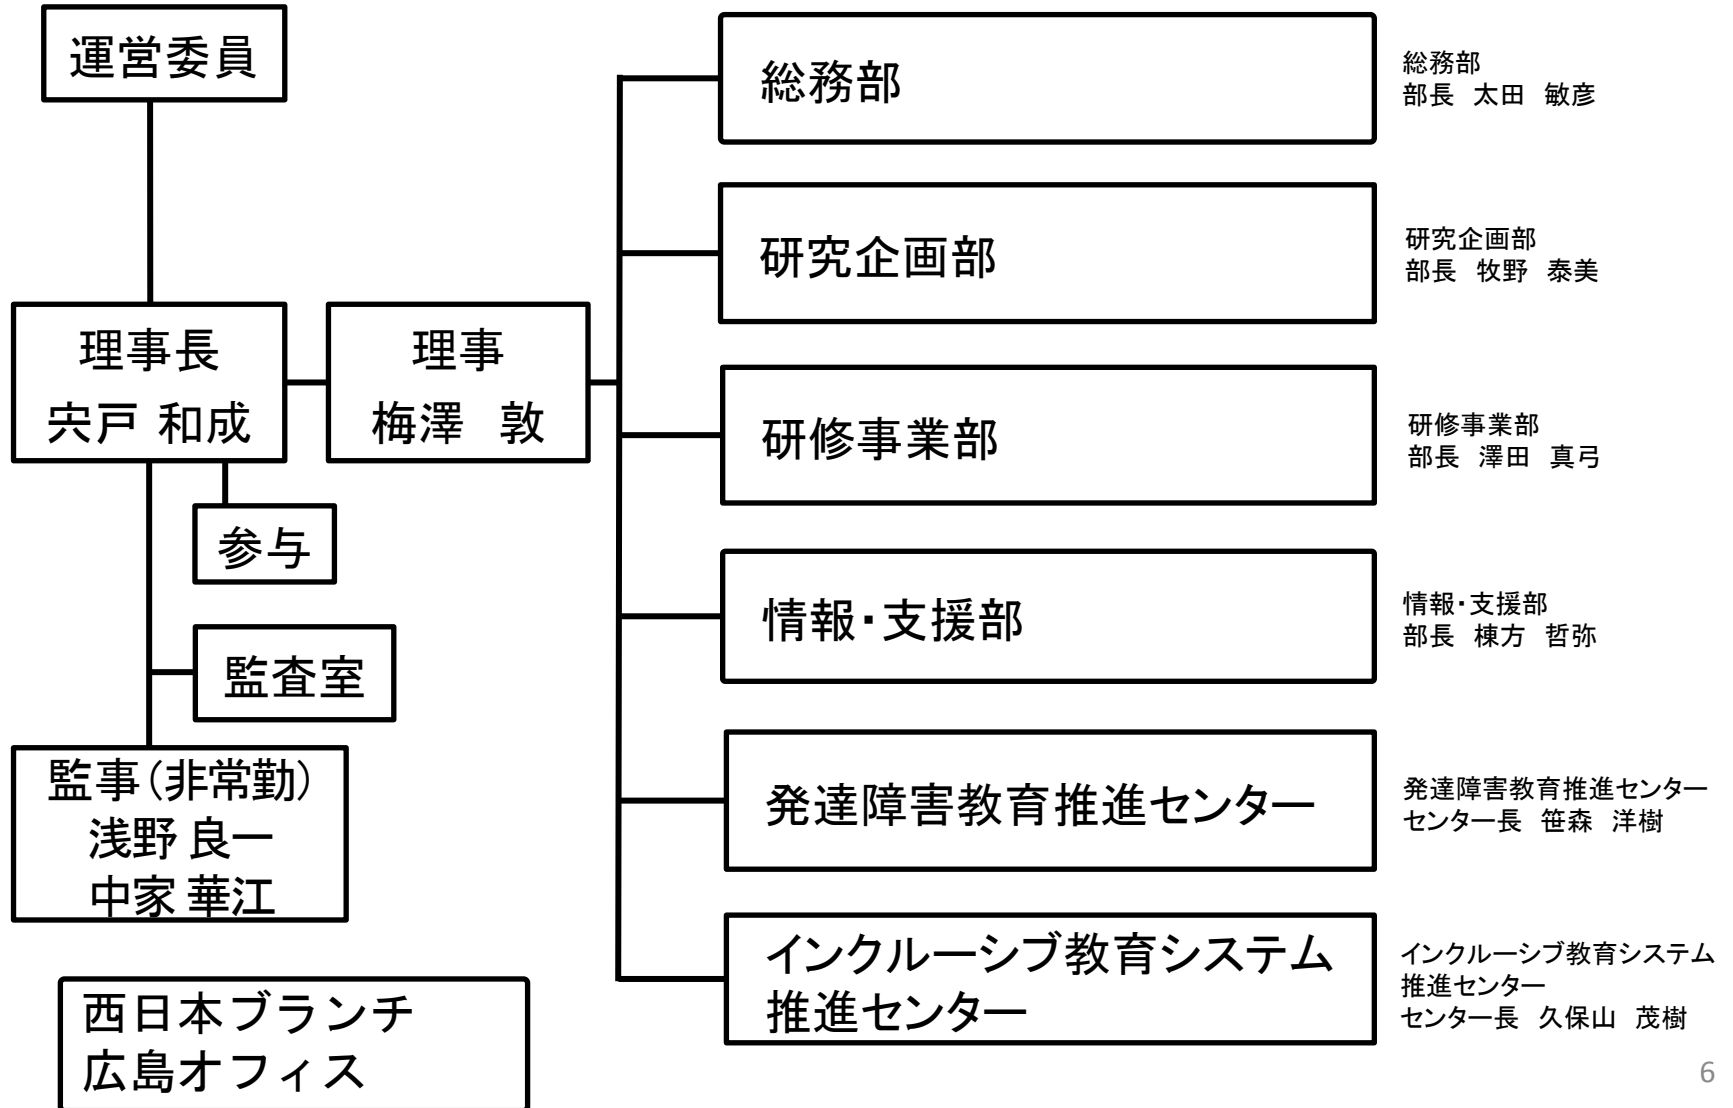 運営委員
理事長
宍戸 和成
理事
梅澤　敦
参与
監査室
監事(非常勤)
浅野 良一
中家 華江
西日本ブランチ
広島オフィス
総務部
総務部
部長　太田　敏彦
研究企画部
研究企画部
部長　牧野　泰美
研修事業部
研修事業部
部長　澤田　真弓
情報・支援部
情報・支援部
部長　棟方　哲弥
発達障害教育推進センター
発達障害教育推進センター
センター長　笹森　洋樹
インクルーシブ教育システム
推進センター
インクルーシブ教育システム
推進センター
センター長　久保山　茂樹
6